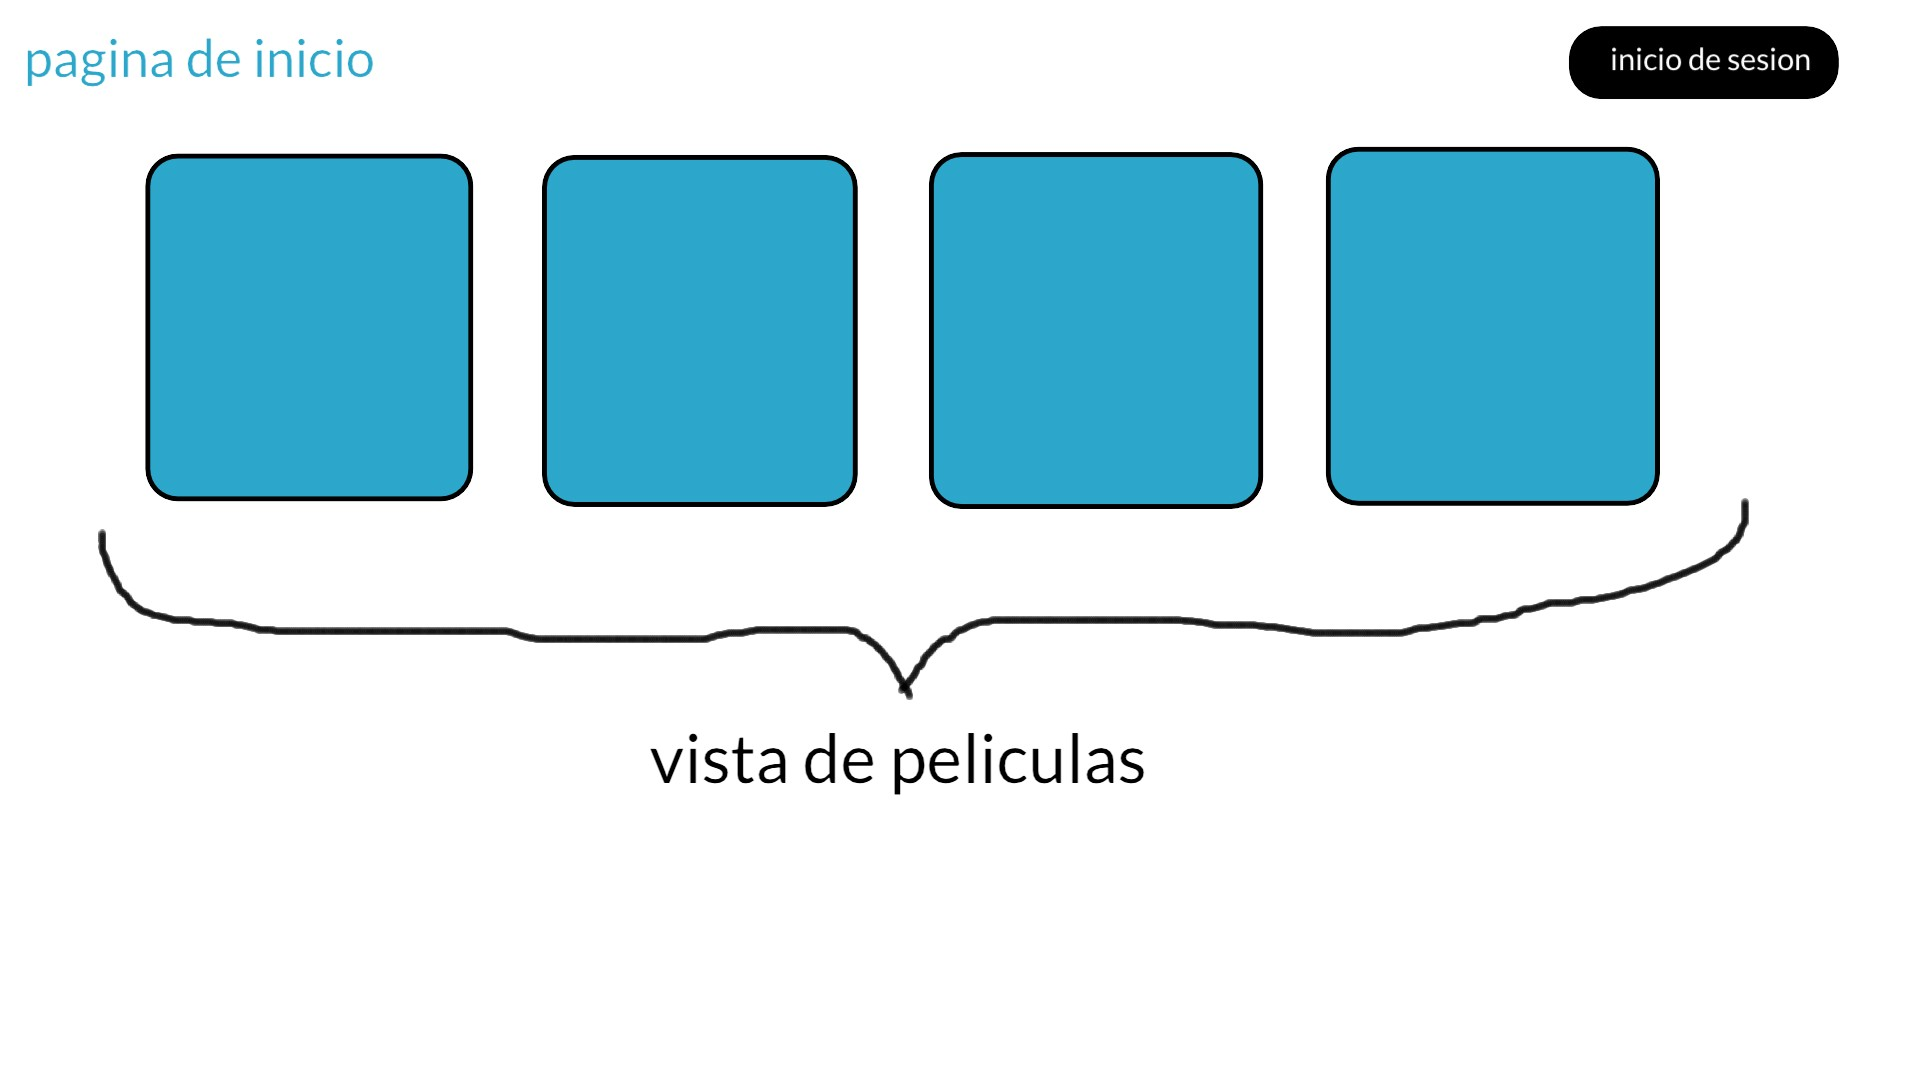 pagina de inicio
inicio de sesion
vista de peliculas